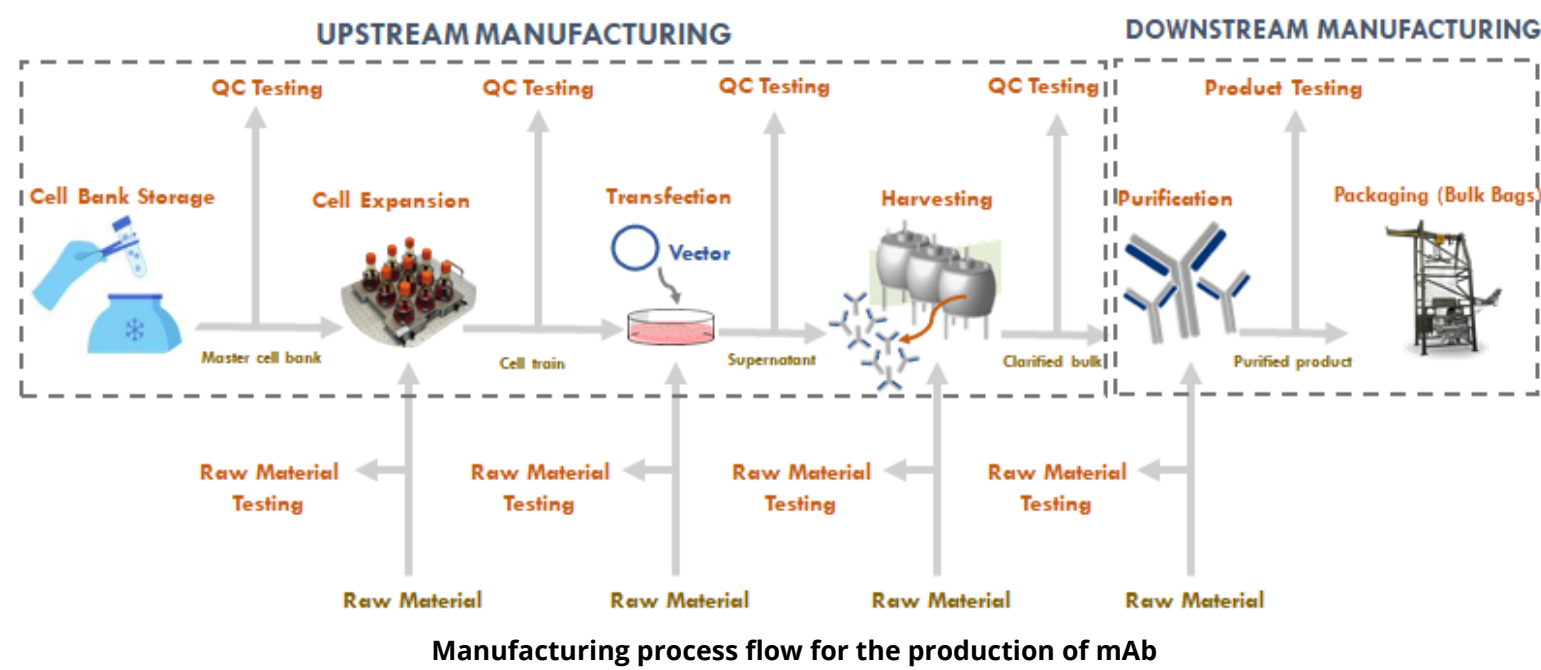 UPSTREAM MANUFACTURING
DOWNSTREAM MANUFACTURING
QC Testing
QC Testing
QC Testing
QC Testing
Product Testing
Cell Bank Storage
Cell Expansion
Transfection
Harvesting
Purification
Packaging (Bulk Bags)
Vector
Master cell bank
Cell train
Supernatant
Clarified bulk
Purified product
Raw Material
Testing
Raw Material
Testing
Raw Material
Testing
Raw Material
Testing
Raw Material
Raw Material
Raw Material
Raw Material
Manufacturing process flow for the production of mAb